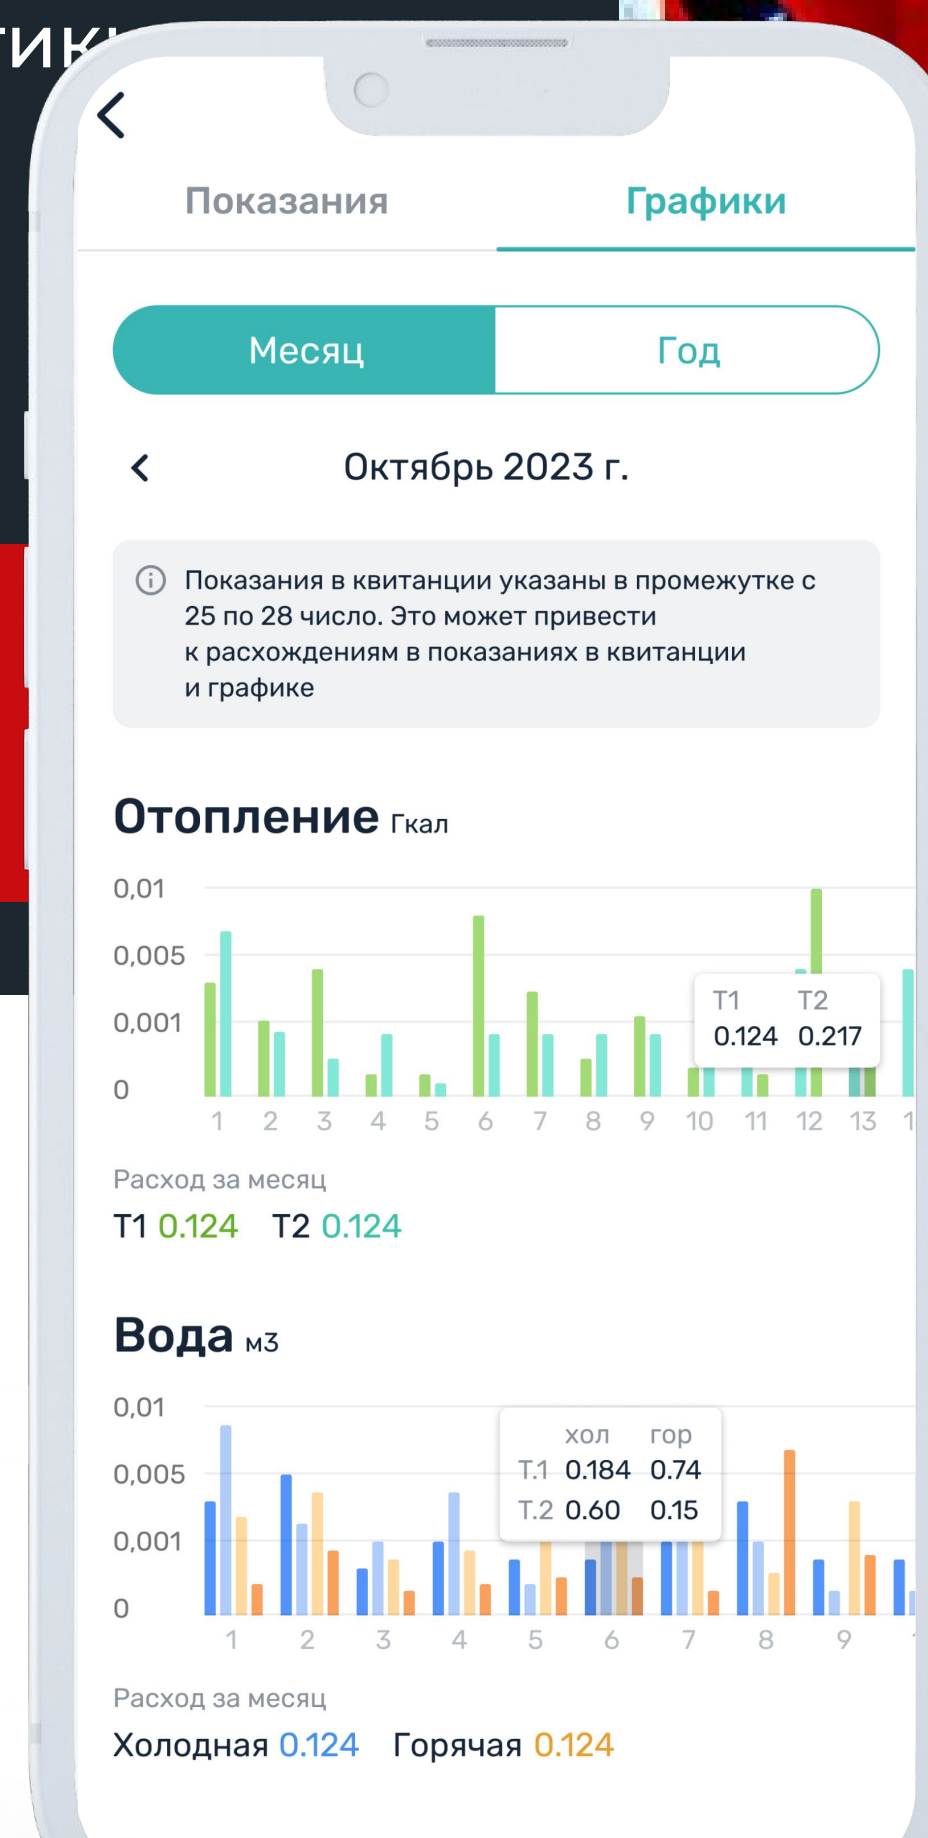 Показания Графики
Месяц Год
Октябрь 2023 г.
Показания в квитанции указаны в промежутке с
25 по 28 число. Это может привести
к расхождениям в показаниях в квитанции
и графике
Отопление Гкал
0,01
0,005
0,001
0
T1 T2
0.124 0.217
1 2 3 4 5 6 7 8 9 10 11 12 13
Расход за месяц
T1 0.124 T2 0.124
Вода м3
0,01
0,005
0,001
0
хол гор
T.1 0.184 0.74
T.2 0.60 0.15
1 2 3 4 5 6 7 8 9
Расход за месяц
Холодная 0.124 Горячая 0.124